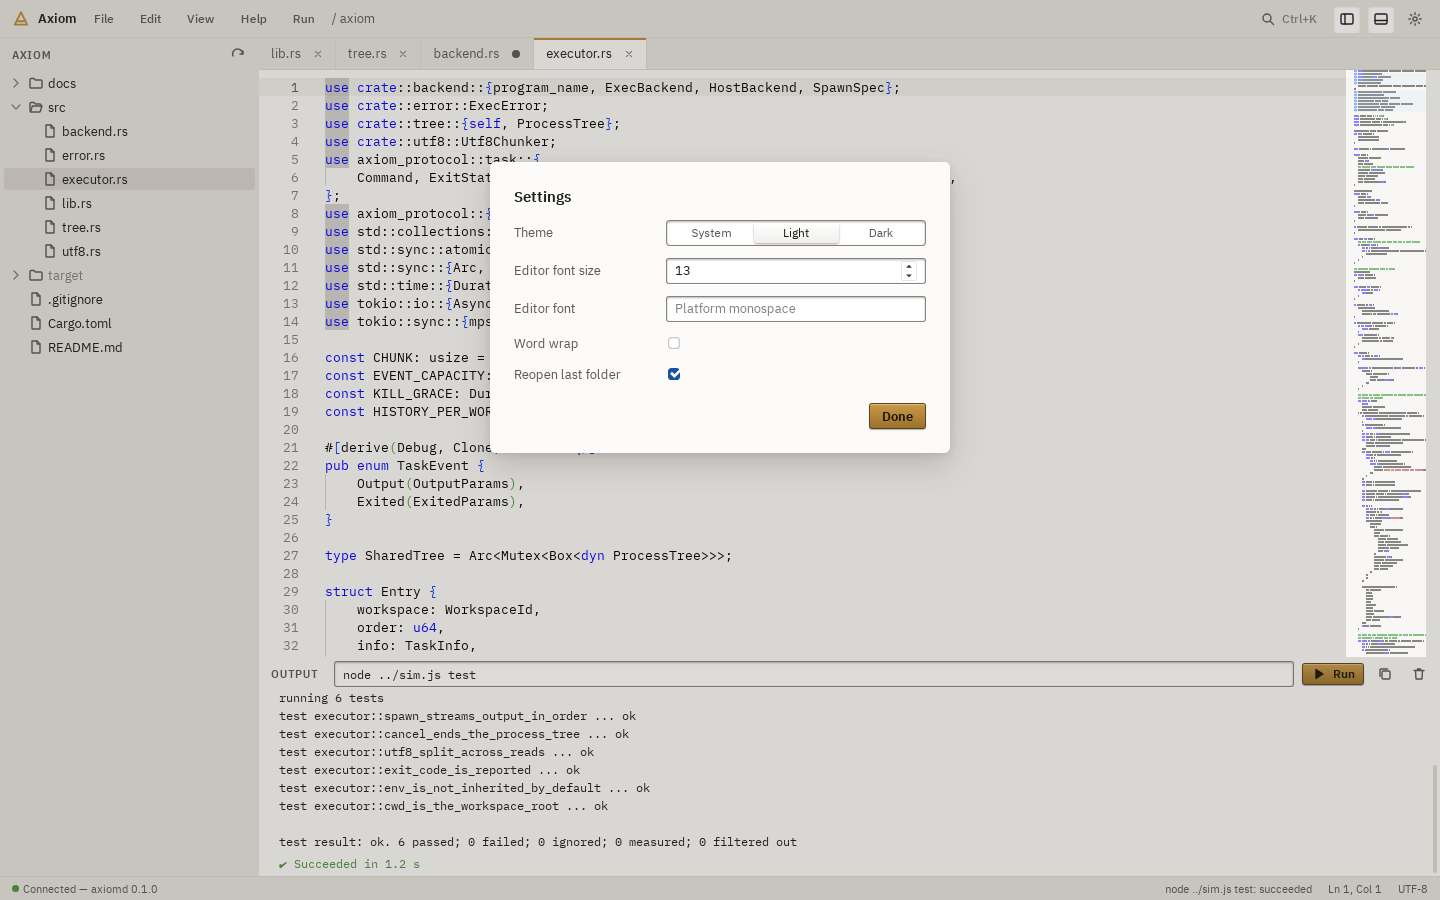 Axiom File Edit View Help Run / axiom Ctrl+K
AXIOM
docs
src
backend.rs
error.rs
executor.rs
lib.rs
tree.rs
utf8.rs
target
.gitignore
Cargo.toml
README.md
lib.rs tree.rs backend.rs executor.rs
1 use crate::backend::{program_name, ExecBackend, HostBackend, SpawnSpec};
2 use crate::error::ExecError;
3 use crate::tree::{self, ProcessTree};
4 use crate::utf8::Utf8Chunker;
5 use axiom_protocol::task::{
6 Command, ExitStat ,
7 };
8 use axiom_protocol::{
9 use std::collections:
10 use std::sync::atomic
11 use std::sync::{Arc,
12 use std::time::{Durat
13 use tokio::io::{Async
14 use tokio::sync::{mps
15
16 const CHUNK: usize =
17 const EVENT_CAPACITY:
18 const KILL_GRACE: Dur
19 const HISTORY_PER_WOR
20
21 #[derive(Debug, Clone,
22 pub enum TaskEvent {
23 Output(OutputParams),
24 Exited(ExitedParams),
25 }
26
27 type SharedTree = Arc<Mutex<Box<dyn ProcessTree>>>;
28
29 struct Entry {
30 workspace: WorkspaceId,
31 order: u64,
32 info: TaskInfo,
Settings
Theme System Light Dark
Editor font size 13
Editor font Platform monospace
Word wrap
Reopen last folder
Done
OUTPUT node ../sim.js test Run
running 6 tests
test executor::spawn_streams_output_in_order ... ok
test executor::cancel_ends_the_process_tree ... ok
test executor::utf8_split_across_reads ... ok
test executor::exit_code_is_reported ... ok
test executor::env_is_not_inherited_by_default ... ok
test executor::cwd_is_the_workspace_root ... ok
test result: ok. 6 passed; 0 failed; 0 ignored; 0 measured; 0 filtered out
✔ Succeeded in 1.2 s
Connected — axiomd 0.1.0 node ../sim.js test: succeeded Ln 1, Col 1 UTF-8